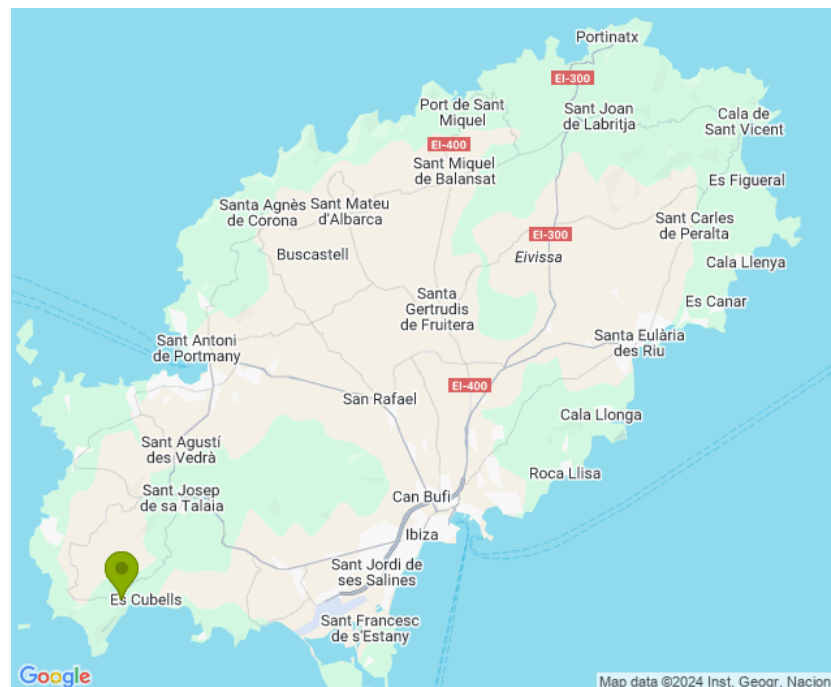 Portinatx
EI-300
Port de Sant
Miquel
Sant Joan
de Labritja
Cala de
Sant Vicent
EI-400
Sant Miquel
de Balansat
Es Figueral
Santa Agnès
de Corona
Sant Mateu
d'Albarca
Sant Carles
de Peralta
EI-300
Buscastell
Eivissa
Cala Llenya
Santa
Gertrudis
de Fruitera
Es Canar
Sant Antoni
de Portmany
Santa Eulària
des Riu
EI-400
San Rafael
Cala Llonga
Sant Agustí
des Vedrà
Roca Llisa
Sant Josep
de sa Talaia
Can Bufi
Ibiza
Sant Jordi de
ses Salines
Es Cubells
Sant Francesc
de s'Estany
Google
Map data ©2024 Inst. Geogr. Nacion